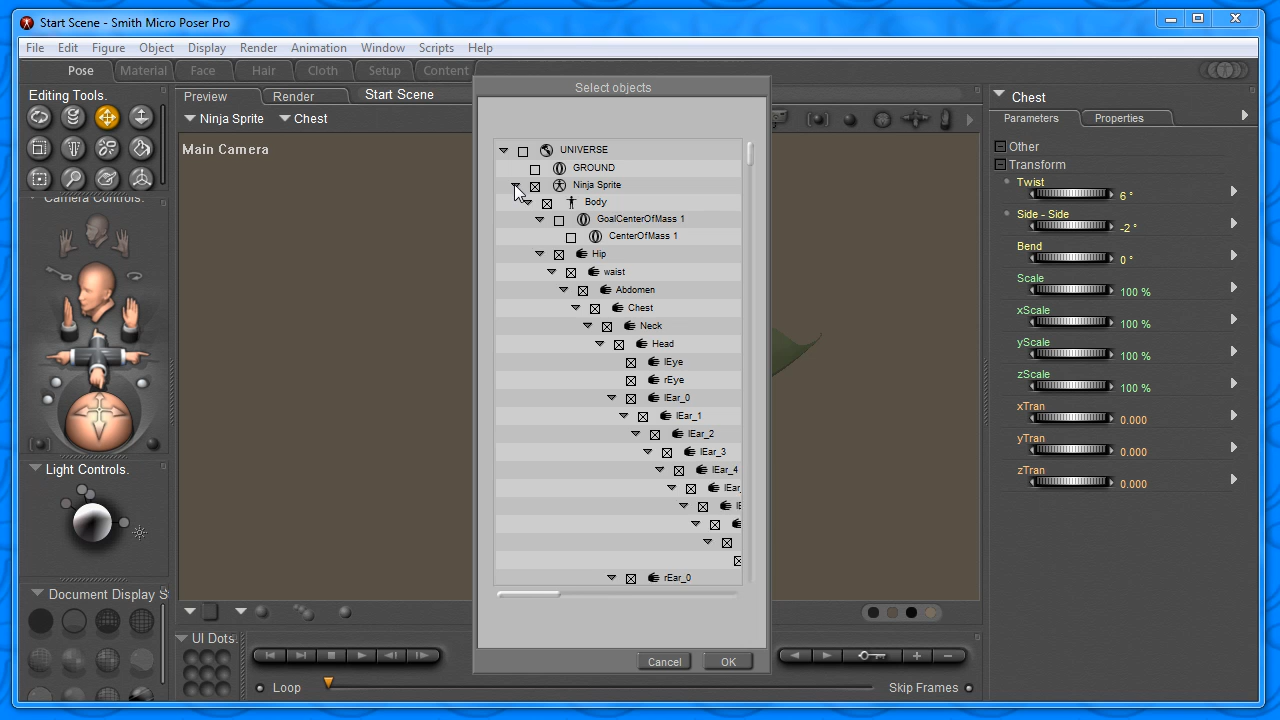 Start Scene - Smith Micro Poser Pro
File Edit Figure Object Display Render Animation Window Scripts Help
Pose Material Face Hair Cloth Setup Content
Select objects
Editing Tools.
Preview Render Start Scene
Ninja Sprite Chest
Main Camera
Camera Controls.
Light Controls.
Document Display S
UI Dots.
Loop
Skip Frames
UNIVERSE
GROUND
Ninja Sprite
Body
GoalCenterOfMass 1
CenterOfMass 1
Hip
waist
Abdomen
Chest
Neck
Head
lEye
rEye
lEar_0
lEar_1
lEar_2
lEar_3
lEar_4
lEar_
lE
rEar_0
Cancel OK
Chest
Parameters Properties
Other
Transform
Twist
6 °
Side - Side
-2 °
Bend
0 °
Scale
100 %
xScale
100 %
yScale
100 %
zScale
100 %
xTran
0.000
yTran
0.000
zTran
0.000